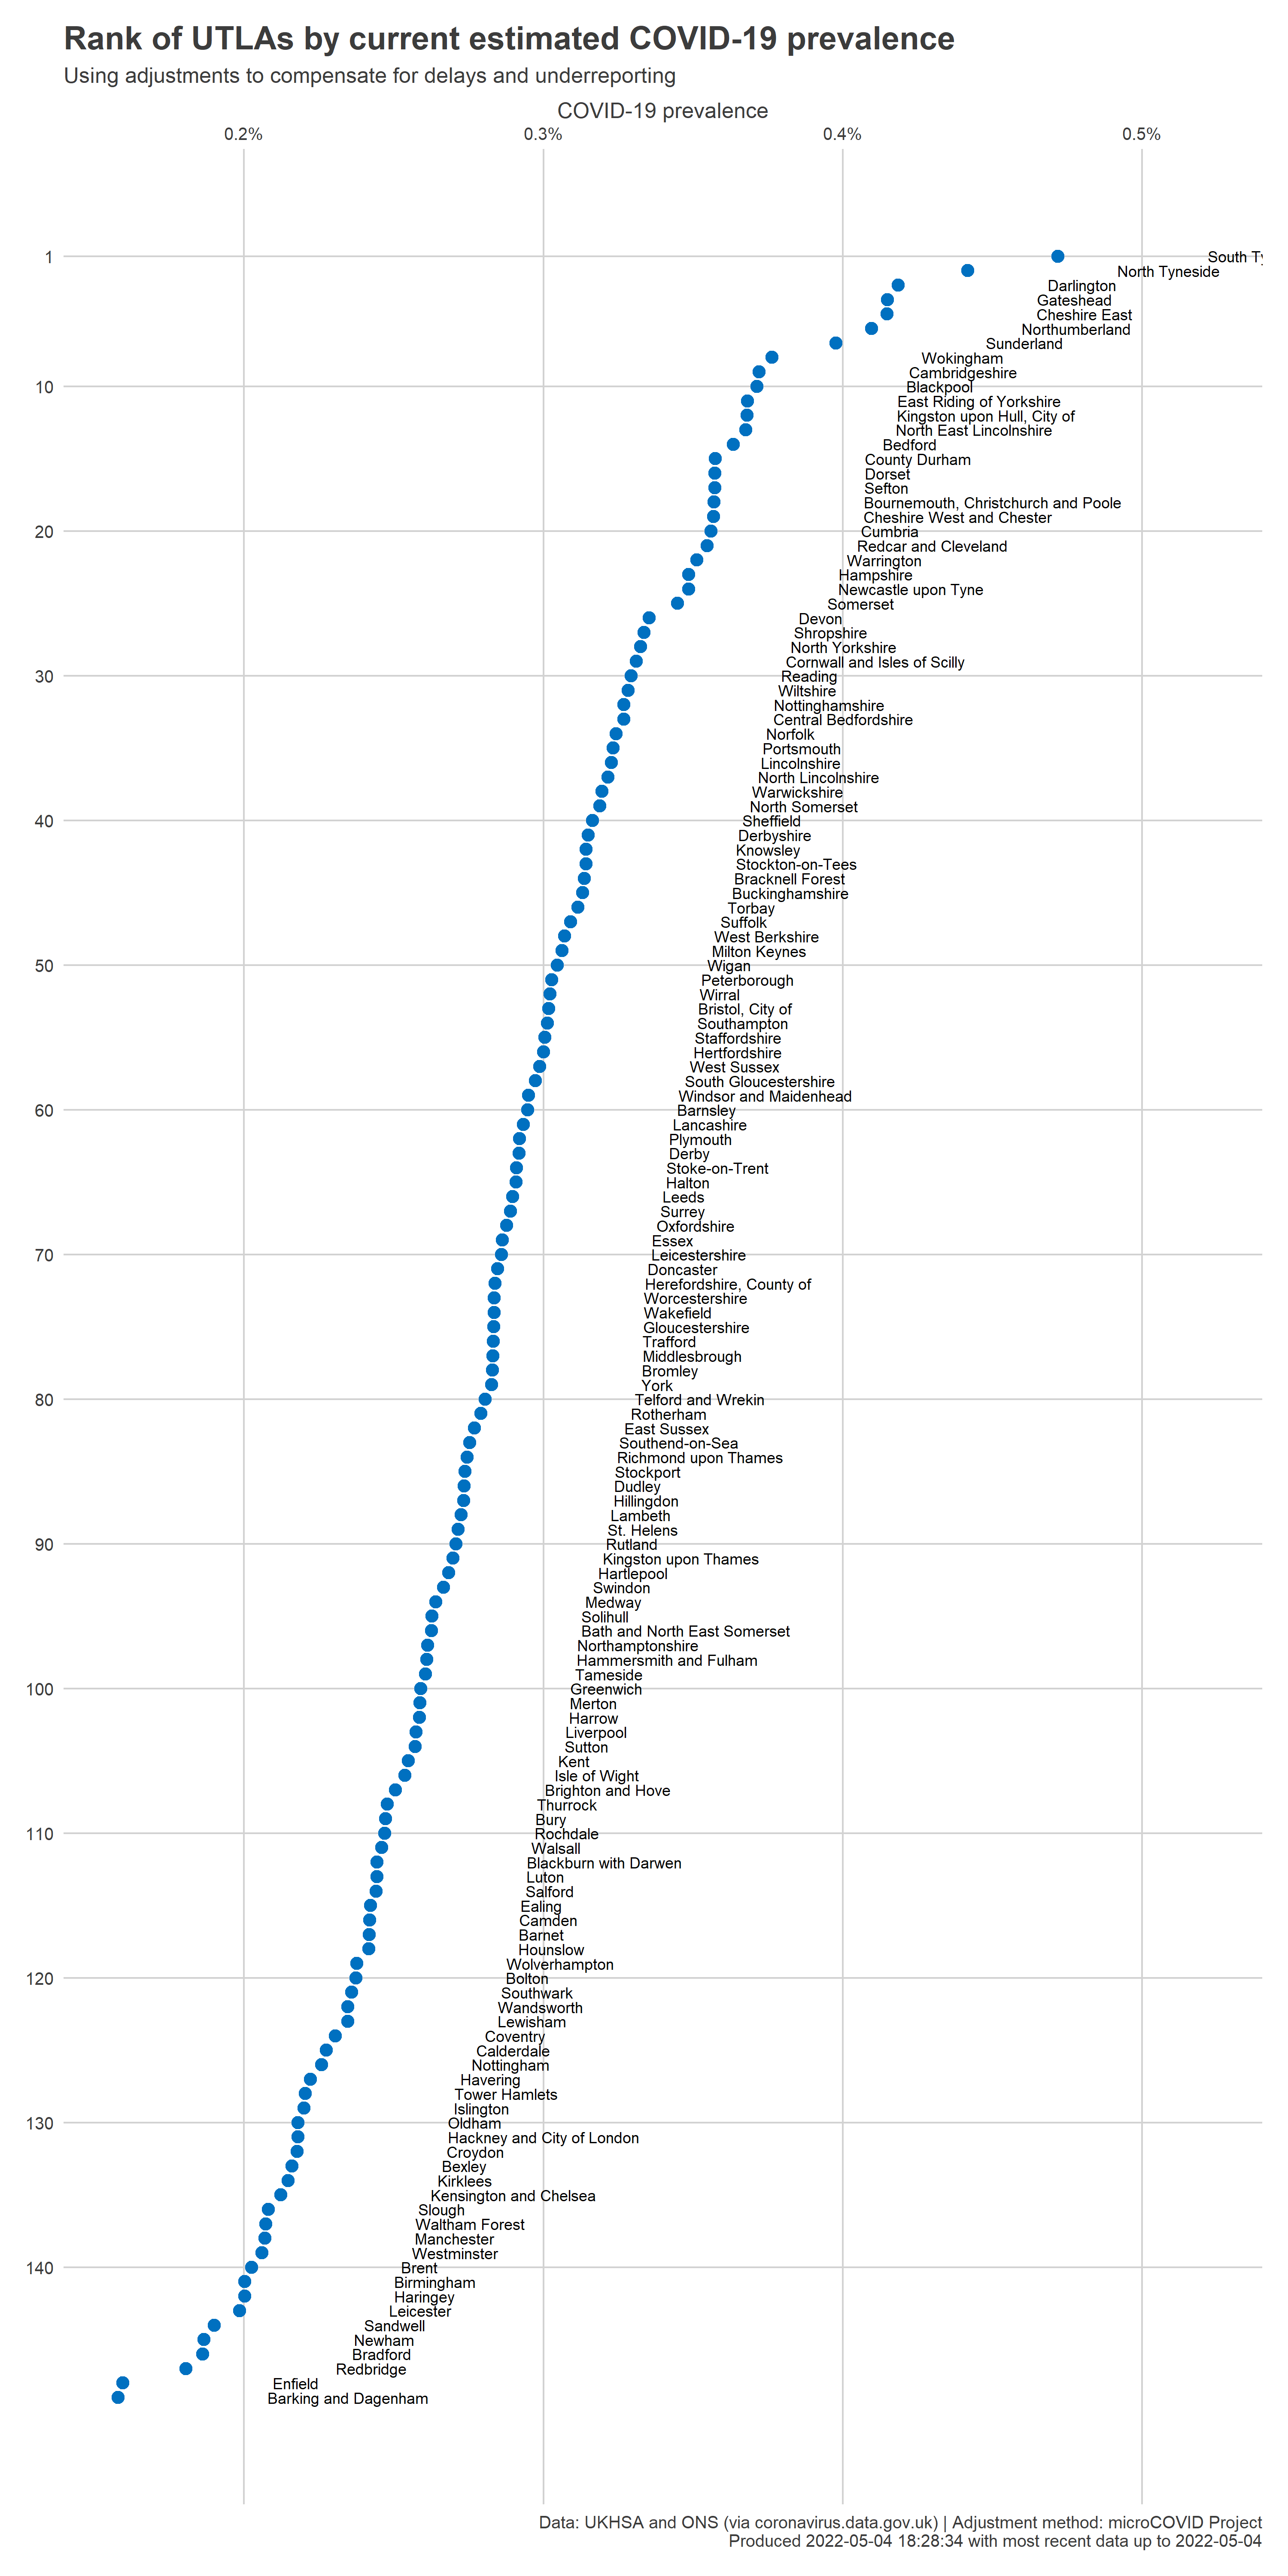 Rank of UTLAs by current estimated COVID-19 prevalence
Using adjustments to compensate for delays and underreporting
COVID-19 prevalence
0.2% 0.3% 0.4% 0.5%
1 South Ty
North Tyneside
Darlington
Gateshead
Cheshire East
Northumberland
Sunderland
Wokingham
Cambridgeshire
10 Blackpool
East Riding of Yorkshire
Kingston upon Hull, City of
North East Lincolnshire
Bedford
County Durham
Dorset
Sefton
Bournemouth, Christchurch and Poole
Cheshire West and Chester
20 Cumbria
Redcar and Cleveland
Warrington
Hampshire
Newcastle upon Tyne
Somerset
Devon
Shropshire
North Yorkshire
Cornwall and Isles of Scilly
30 Reading
Wiltshire
Nottinghamshire
Central Bedfordshire
Norfolk
Portsmouth
Lincolnshire
North Lincolnshire
Warwickshire
North Somerset
40 Sheffield
Derbyshire
Knowsley
Stockton-on-Tees
Bracknell Forest
Buckinghamshire
Torbay
Suffolk
West Berkshire
Milton Keynes
50 Wigan
Peterborough
Wirral
Bristol, City of
Southampton
Staffordshire
Hertfordshire
West Sussex
South Gloucestershire
Windsor and Maidenhead
60 Barnsley
Lancashire
Plymouth
Derby
Stoke-on-Trent
Halton
Leeds
Surrey
Oxfordshire
Essex
70 Leicestershire
Doncaster
Herefordshire, County of
Worcestershire
Wakefield
Gloucestershire
Trafford
Middlesbrough
Bromley
York
80 Telford and Wrekin
Rotherham
East Sussex
Southend-on-Sea
Richmond upon Thames
Stockport
Dudley
Hillingdon
Lambeth
St. Helens
90 Rutland
Kingston upon Thames
Hartlepool
Swindon
Medway
Solihull
Bath and North East Somerset
Northamptonshire
Hammersmith and Fulham
Tameside
100 Greenwich
Merton
Harrow
Liverpool
Sutton
Kent
Isle of Wight
Brighton and Hove
Thurrock
Bury
110 Rochdale
Walsall
Blackburn with Darwen
Luton
Salford
Ealing
Camden
Barnet
Hounslow
Wolverhampton
120 Bolton
Southwark
Wandsworth
Lewisham
Coventry
Calderdale
Nottingham
Havering
Tower Hamlets
Islington
130 Oldham
Hackney and City of London
Croydon
Bexley
Kirklees
Kensington and Chelsea
Slough
Waltham Forest
Manchester
Westminster
140 Brent
Birmingham
Haringey
Leicester
Sandwell
Newham
Bradford
Redbridge
Enfield
Barking and Dagenham
Data: UKHSA and ONS (via coronavirus.data.gov.uk) | Adjustment method: microCOVID Project
Produced 2022-05-04 18:28:34 with most recent data up to 2022-05-04